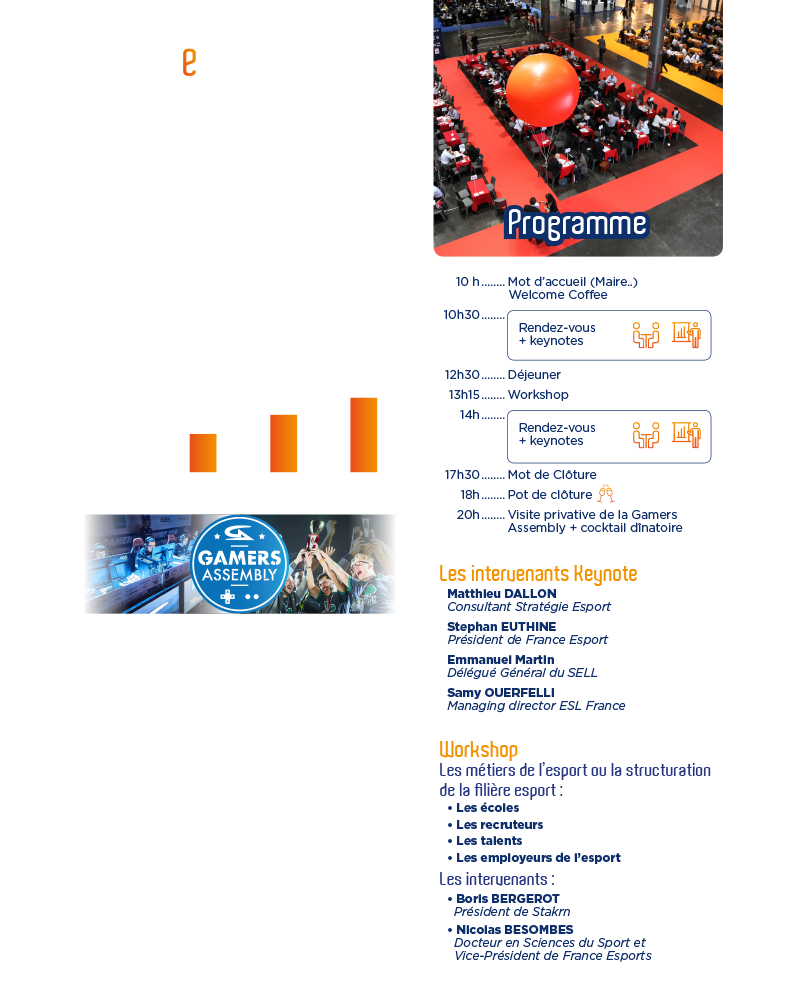 e
Programme
10 h ........ Mot d'accueil (Maire..)
Welcome Coffee
10h30 ........
Rendez-vous
+ keynotes
12h30 ........ Déjeuner
13h15 ........ Workshop
14h ........
Rendez-vous
+ keynotes
17h30 ........ Mot de Clôture
18h ........ Pot de clôture
20h ........ Visite privative de la Gamers
Assembly + cocktail dînatoire
GAMERS
ASSEMBLY
Les intervenants Keynote
Matthieu DALLON
Consultant Stratégie Esport
Stephan EUTHINE
Président de France Esport
Emmanuel Martin
Délégué Général du SELL
Samy OUERFELLI
Managing director ESL France
Workshop
Les métiers de l'esport ou la structuration
de la filière esport :
• Les écoles
• Les recruteurs
• Les talents
• Les employeurs de l'esport
Les intervenants :
• Boris BERGEROT
Président de Stakrn
• Nicolas BESOMBES
Docteur en Sciences du Sport et
Vice-Président de France Esports